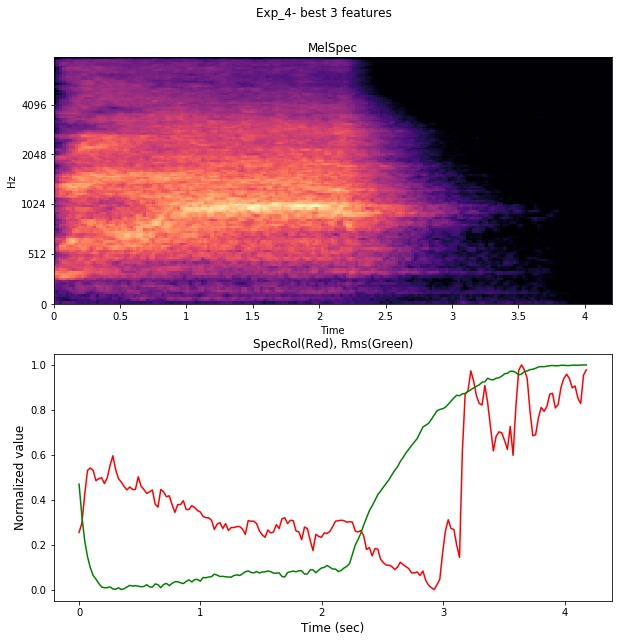 Exp_4- best 3 features
MelSpec
4096
2048
1024
512
0
Hz
0 0.5 1 1.5 2 2.5 3 3.5 4
Time
SpecRol(Red), Rms(Green)
1.0
0.8
0.6
0.4
0.2
0.0
Normalized value
0 1 2 3 4
Time (sec)